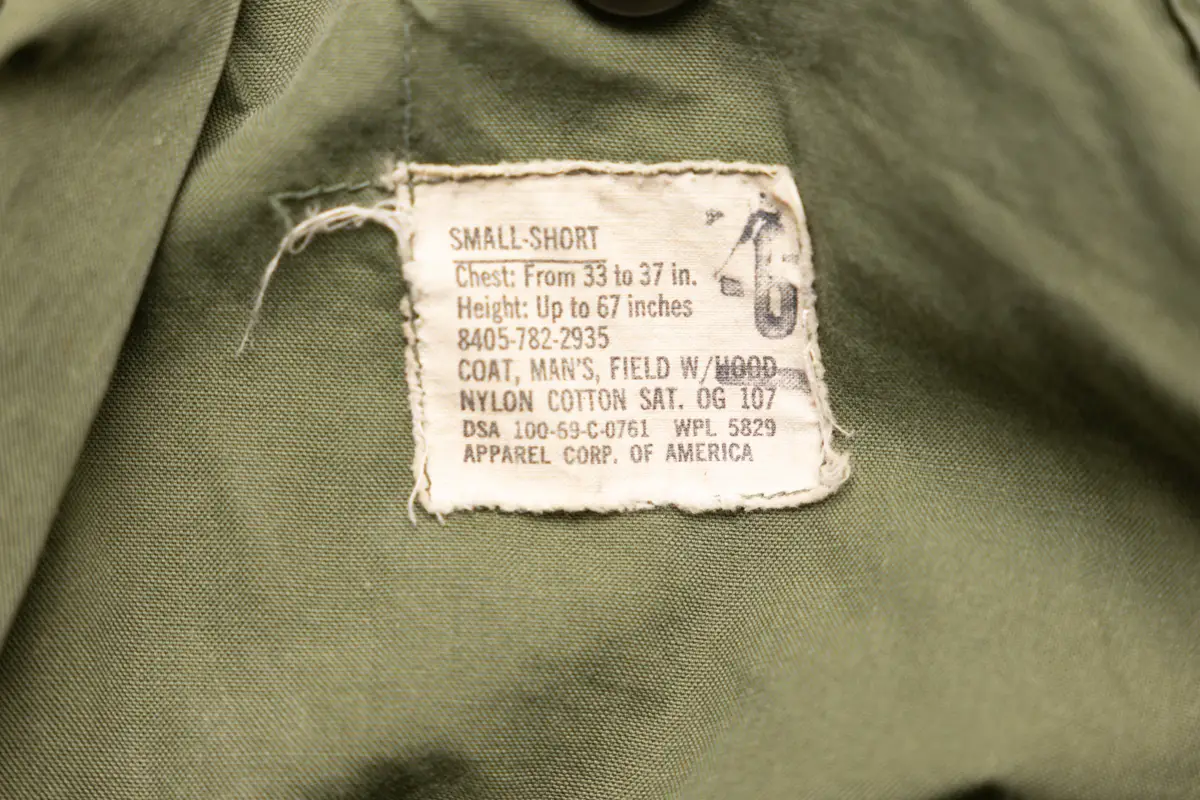 SMALL-SHORT
Chest: From 33 to 37 in.
Height: Up to 67 inches
8405-782-2935
COAT, MAN'S, FIELD W/HOOD
NYLON COTTON SAT. OG 107
DSA 100-69-C-0761 WPL 5829
APPAREL CORP. OF AMERICA